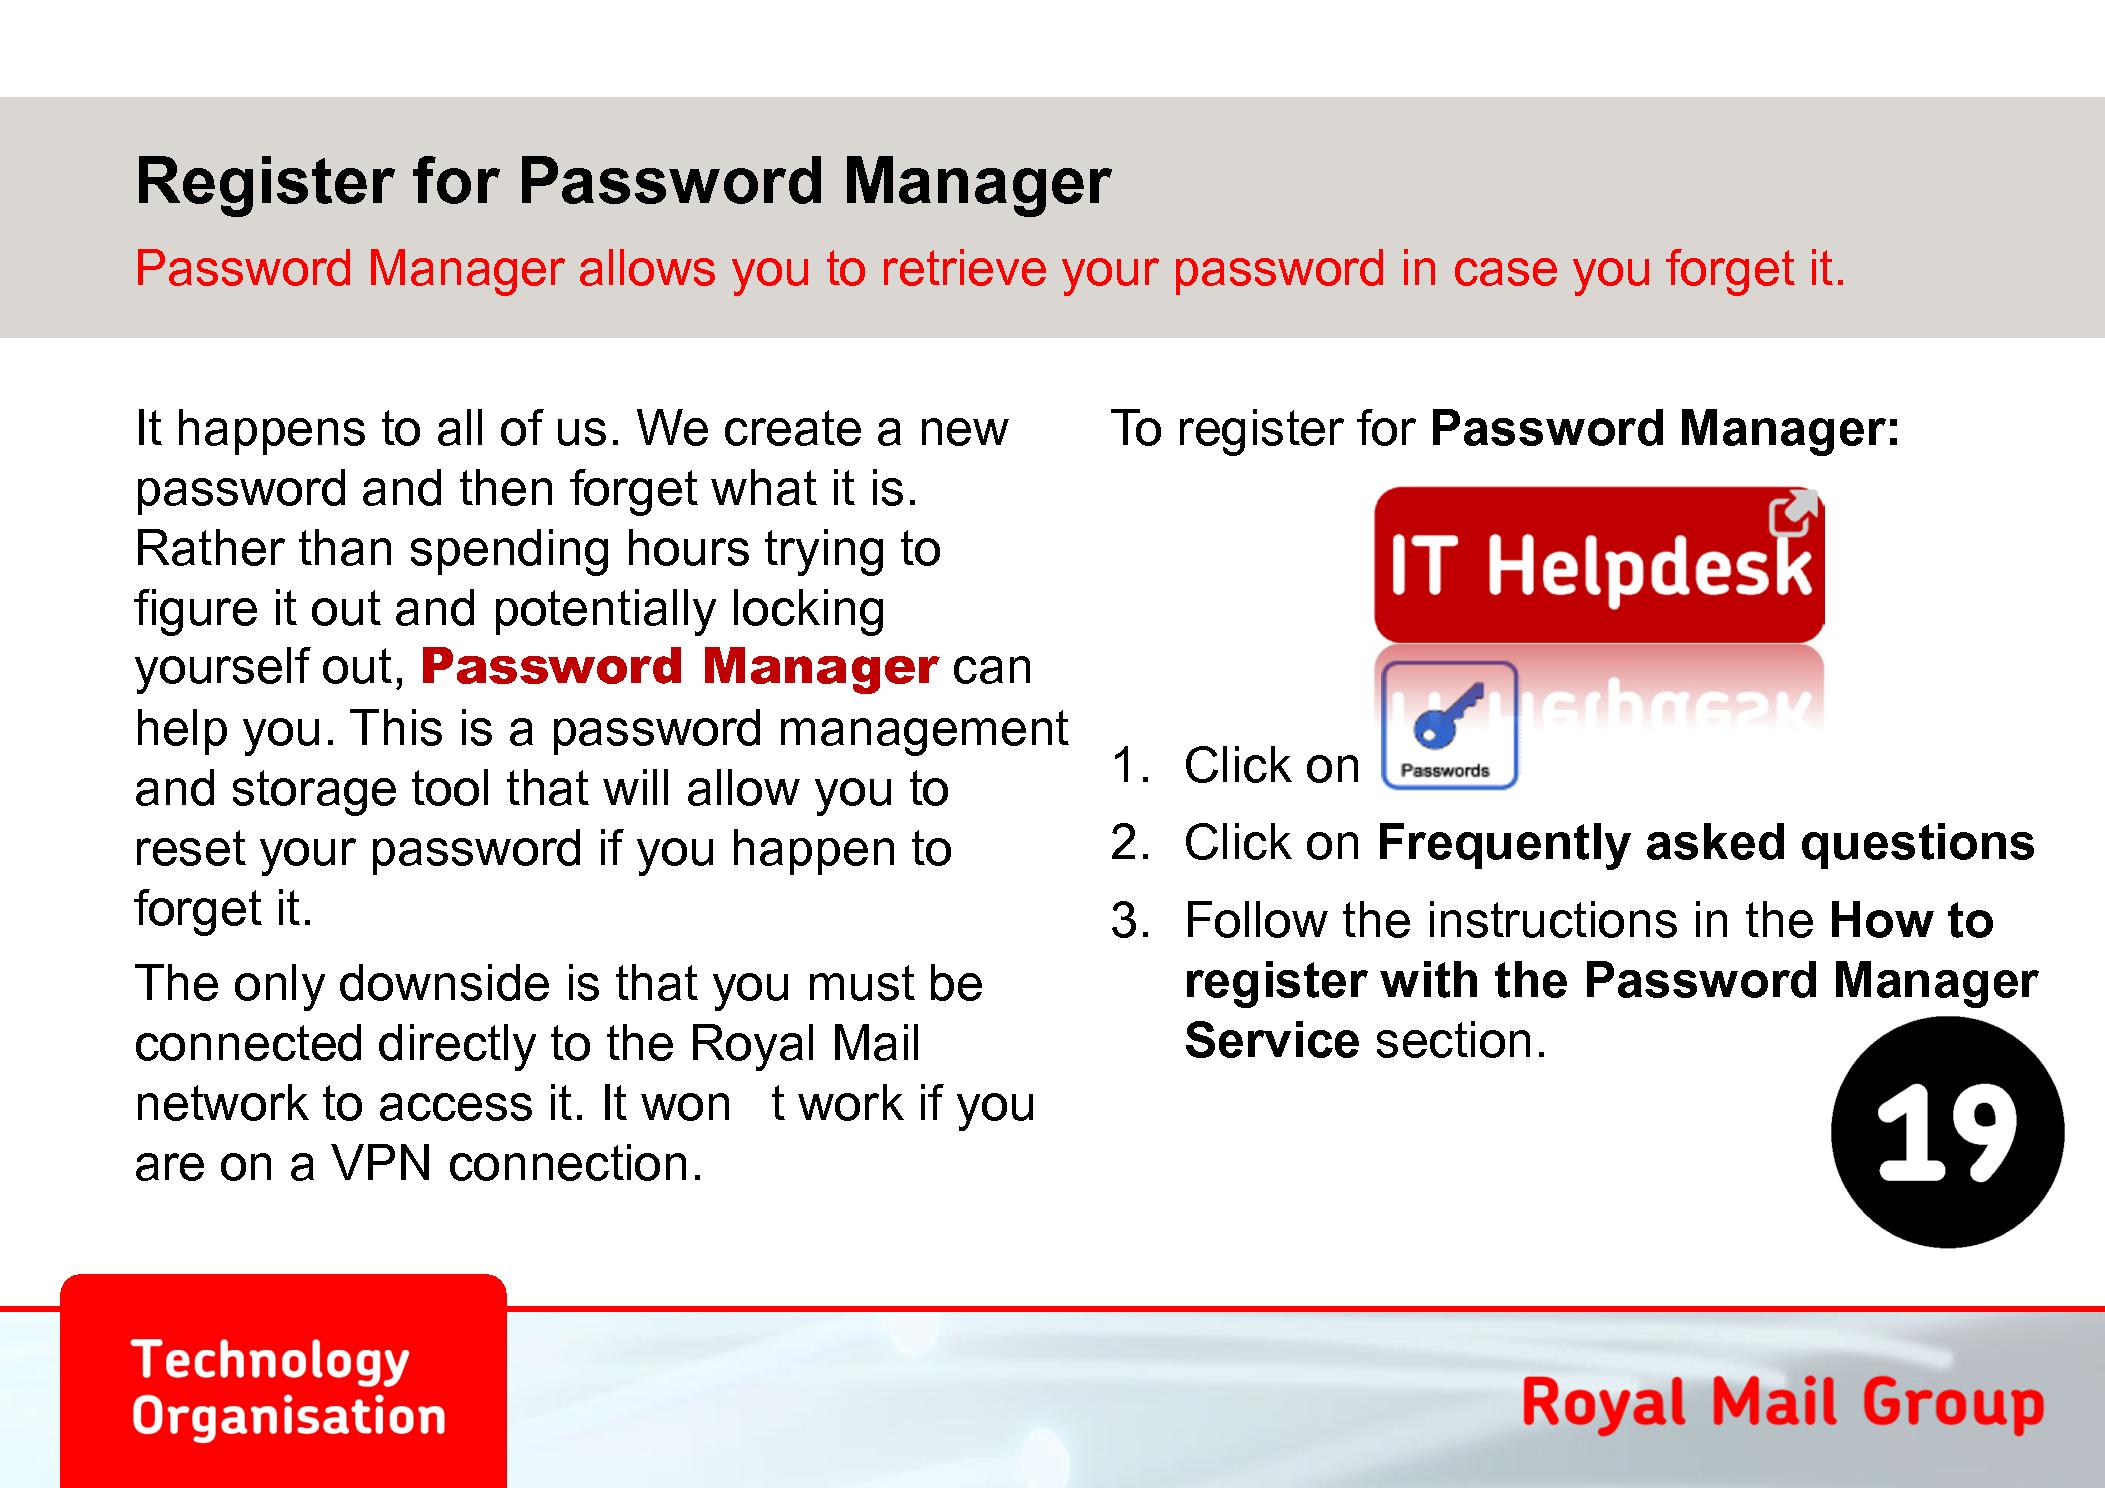 Register for Password Manager
Password Manager allows you to retrieve your password in case you forget it.
It happens to all of us. We create a new
password and then forget what it is.
Rather than spending hours trying to
figure it out and potentially locking
yourself out, Password Manager can
help you. This is a password management
and storage tool that will allow you to
reset your password if you happen to
forget it.
The only downside is that you must be
connected directly to the Royal Mail
network to access it. It won t work if you
are on a VPN connection.
To register for Password Manager:
IT Helpdesk
1. Click on
Passwords
2. Click on Frequently asked questions
3. Follow the instructions in the How to
register with the Password Manager
Service section.
19
Technology
Organisation
Royal Mail Group